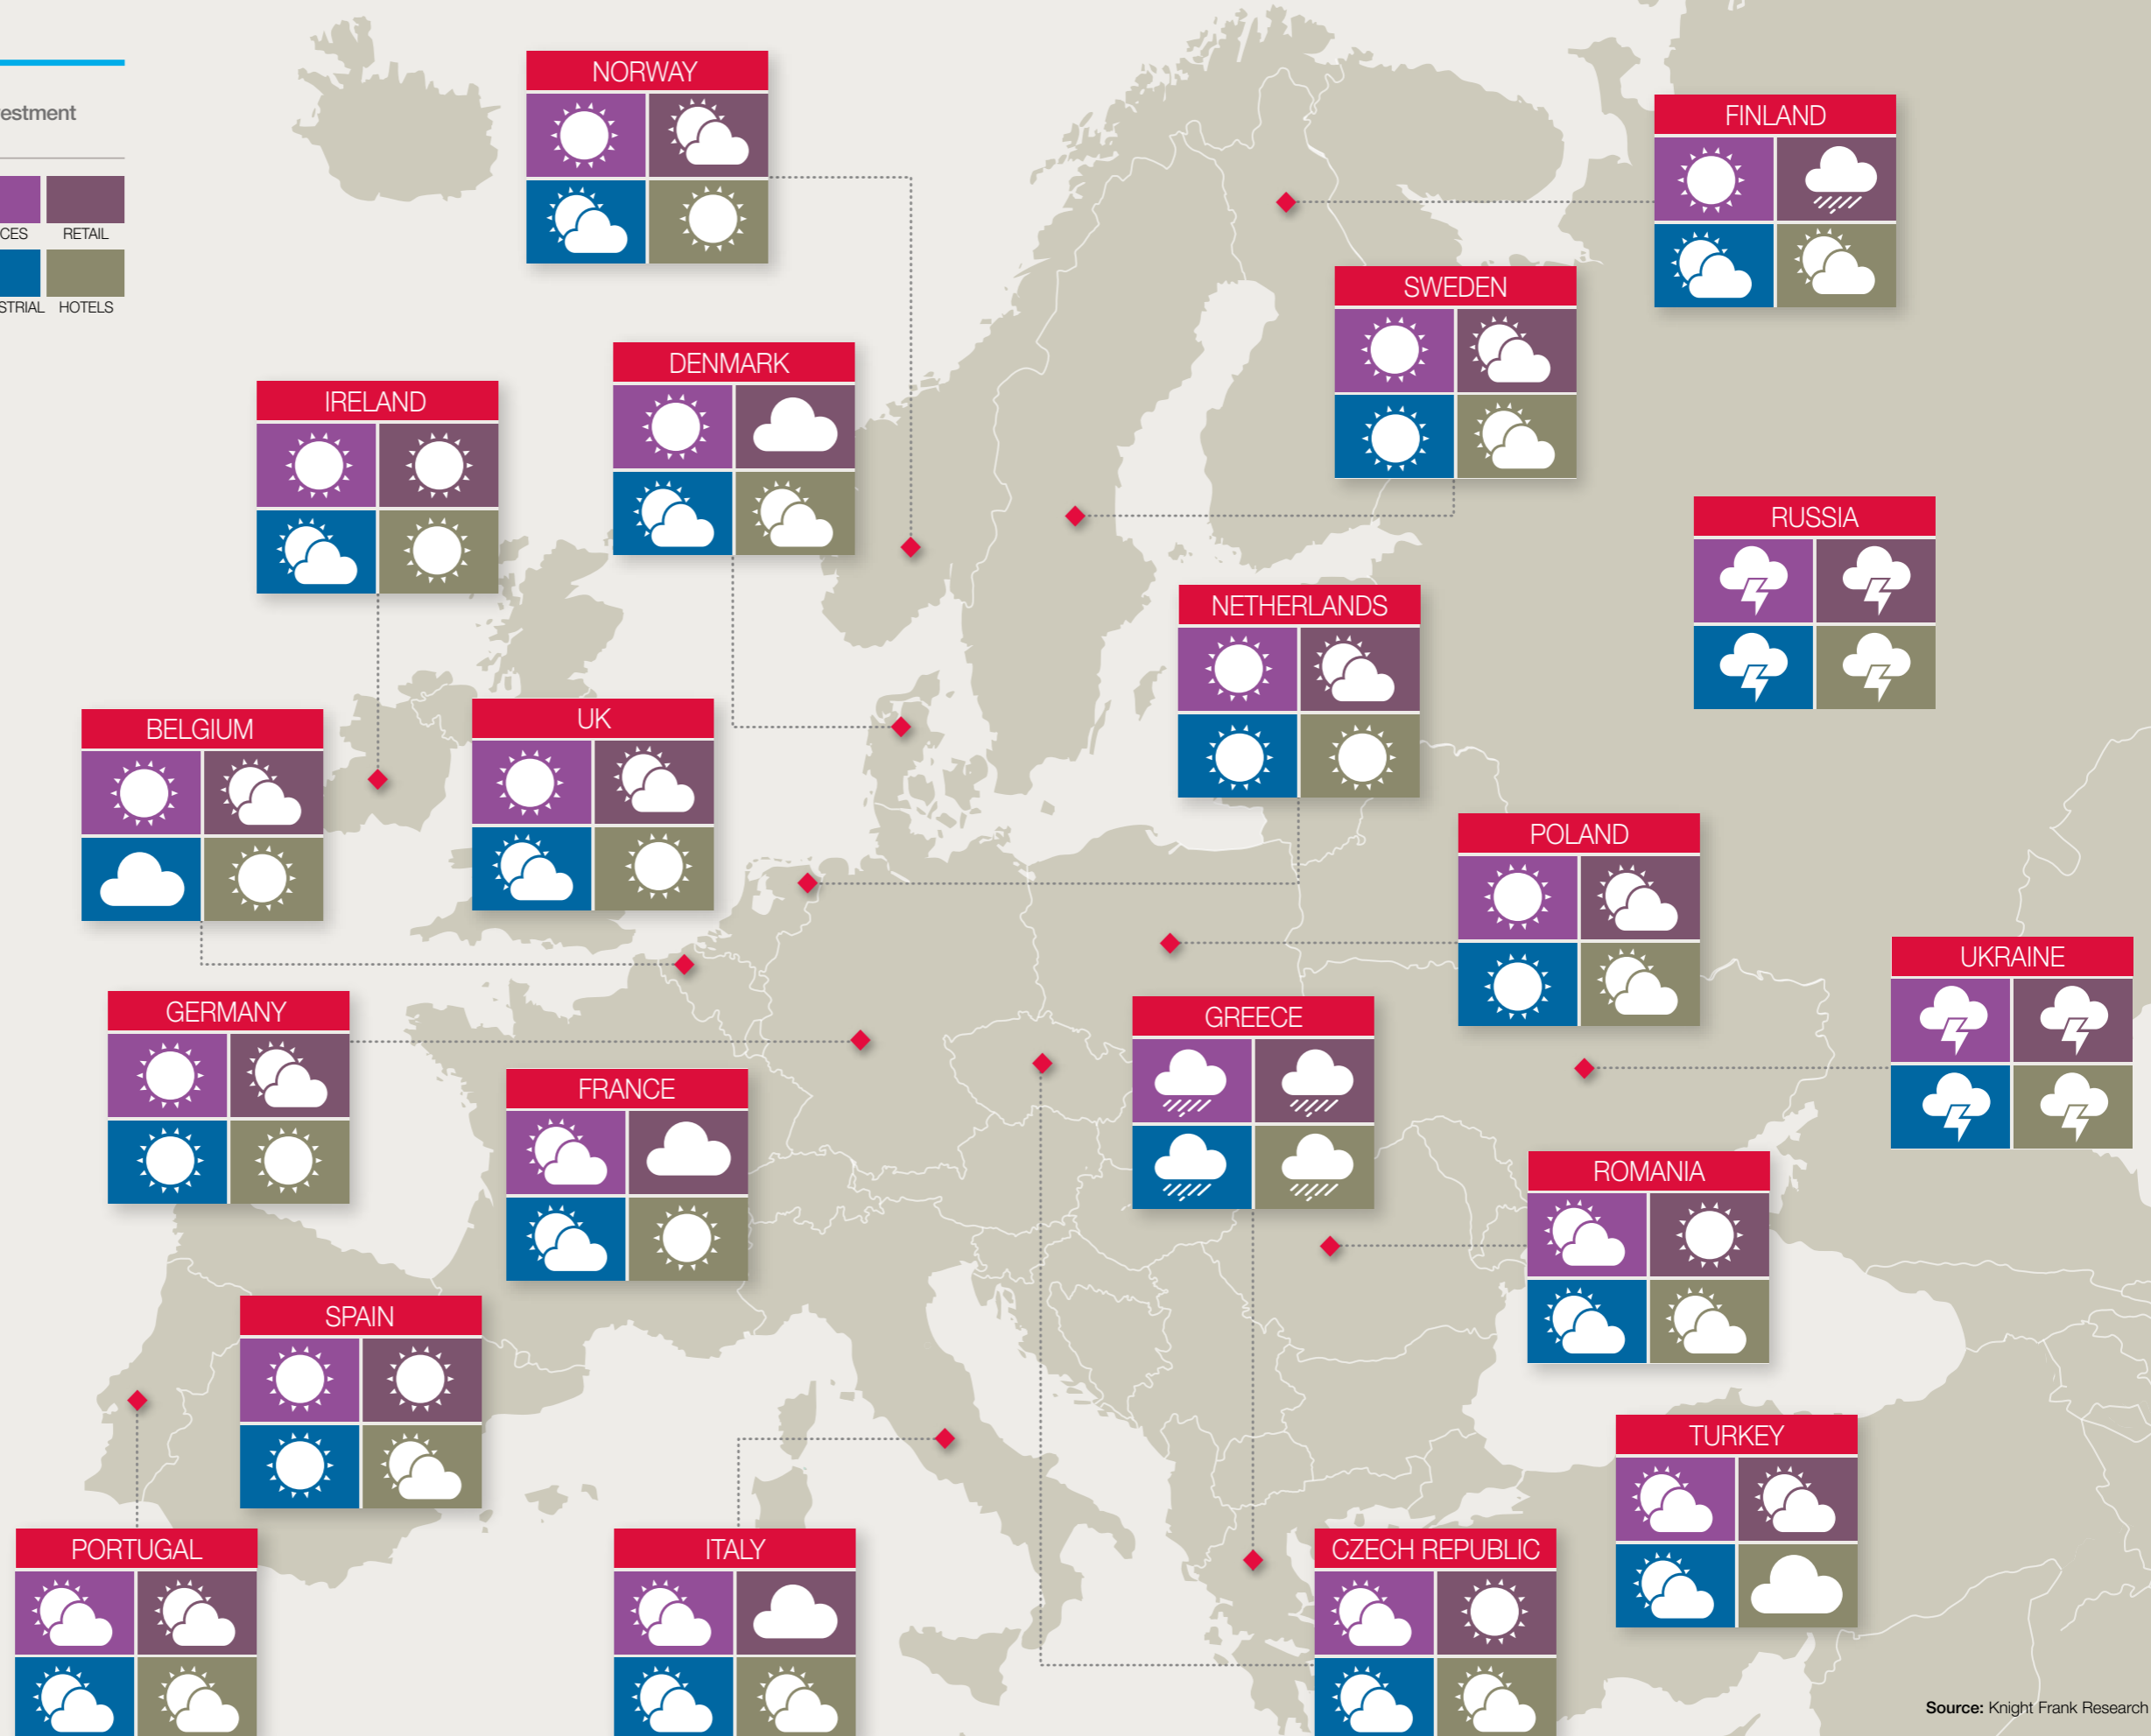 estment
CES RETAIL
STRIAL HOTELS
NORWAY
FINLAND
SWEDEN
DENMARK
IRELAND
RUSSIA
NETHERLANDS
UK
BELGIUM
POLAND
UKRAINE
GERMANY
GREECE
FRANCE
ROMANIA
SPAIN
TURKEY
PORTUGAL
ITALY
CZECH REPUBLIC
Source: Knight Frank Research